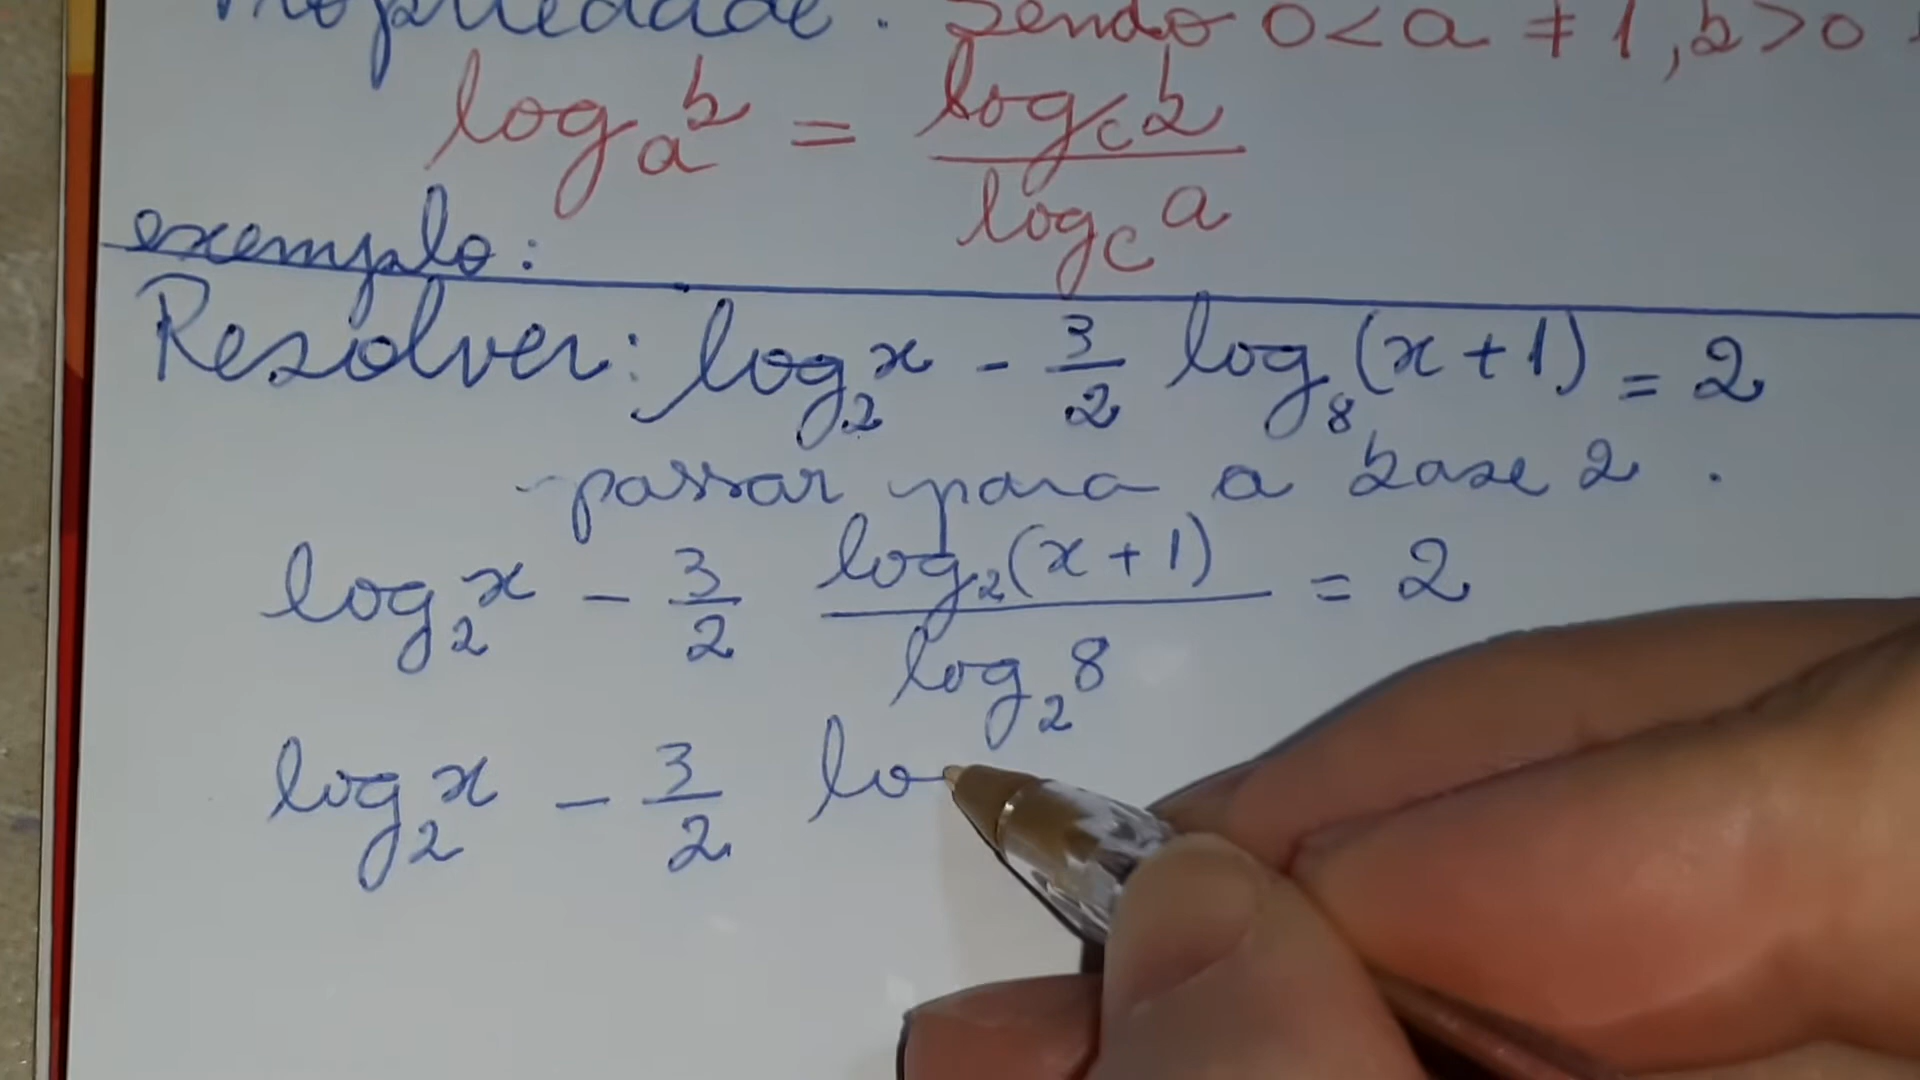 Propriedade: Sendo 0 < a ≠ 1, b > 0
log_a b = log_c b / log_c a
exemplo:
Resolver: log_2 x - 3/2 log_8 (x + 1) = 2
passar para a base 2.
log_2 x - 3/2 log_2 (x + 1) / log_2 8 = 2
log_2 x - 3/2 lo